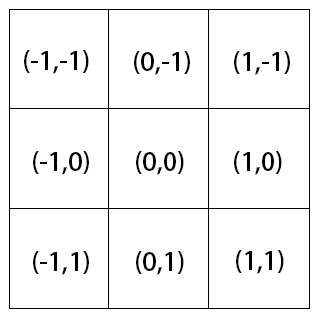 (-1,-1) (0,-1) (1,-1)
(-1,0) (0,0) (1,0)
(-1,1) (0,1) (1,1)